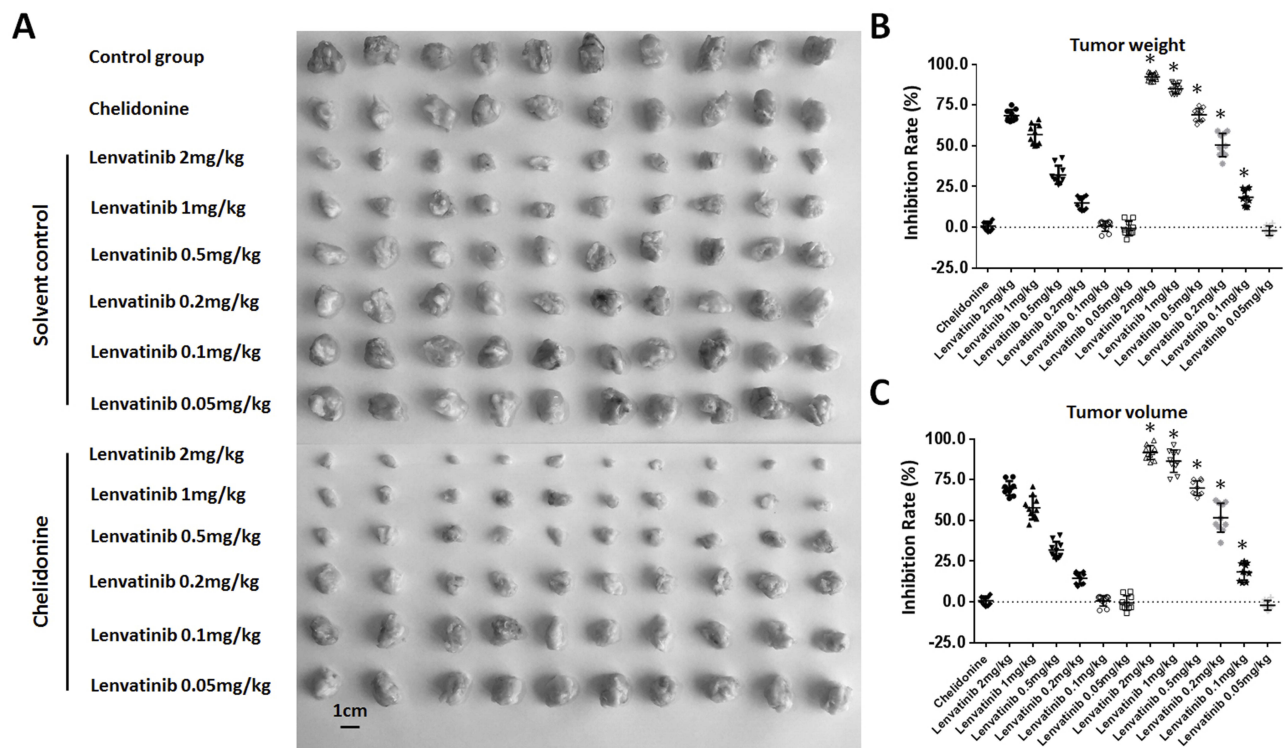 A
Control group
Chelidonine
Solvent control
Lenvatinib 2mg/kg
Lenvatinib 1mg/kg
Lenvatinib 0.5mg/kg
Lenvatinib 0.2mg/kg
Lenvatinib 0.1mg/kg
Lenvatinib 0.05mg/kg
Chelidonine
Lenvatinib 2mg/kg
Lenvatinib 1mg/kg
Lenvatinib 0.5mg/kg
Lenvatinib 0.2mg/kg
Lenvatinib 0.1mg/kg
Lenvatinib 0.05mg/kg
1cm
B
Tumor weight
Inhibition Rate (%)
100.0
75.0
50.0
25.0
0.0
-25.0
* * * * *
Chelidonine
Lenvatinib 2mg/kg
Lenvatinib 1mg/kg
Lenvatinib 0.5mg/kg
Lenvatinib 0.2mg/kg
Lenvatinib 0.1mg/kg
Lenvatinib 0.05mg/kg
Lenvatinib 2mg/kg
Lenvatinib 1mg/kg
Lenvatinib 0.5mg/kg
Lenvatinib 0.2mg/kg
Lenvatinib 0.1mg/kg
Lenvatinib 0.05mg/kg
C
Tumor volume
Inhibition Rate (%)
100.0
75.0
50.0
25.0
0.0
-25.0
* * * * *
Chelidonine
Lenvatinib 2mg/kg
Lenvatinib 1mg/kg
Lenvatinib 0.5mg/kg
Lenvatinib 0.2mg/kg
Lenvatinib 0.1mg/kg
Lenvatinib 0.05mg/kg
Lenvatinib 2mg/kg
Lenvatinib 1mg/kg
Lenvatinib 0.5mg/kg
Lenvatinib 0.2mg/kg
Lenvatinib 0.1mg/kg
Lenvatinib 0.05mg/kg